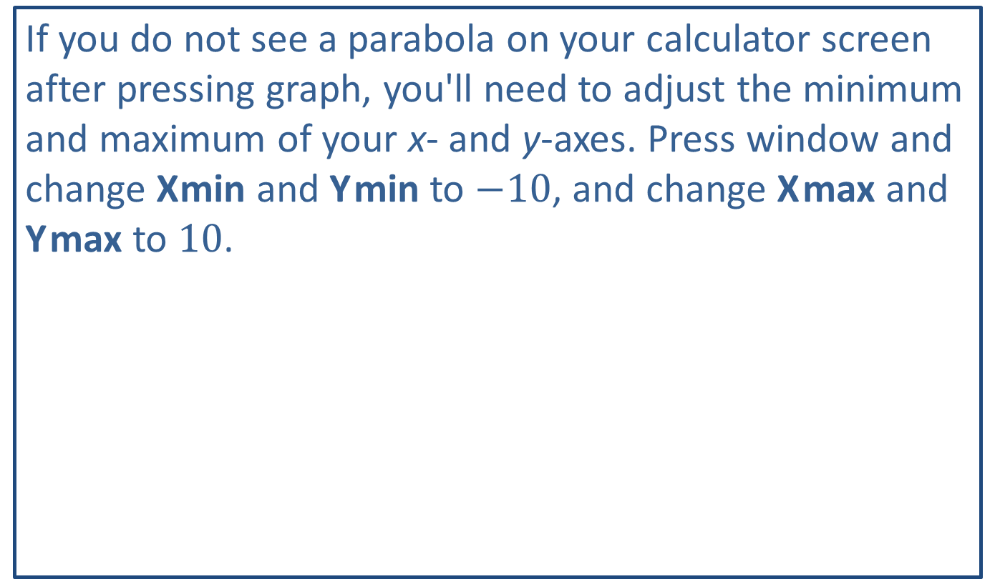 If you do not see a parabola on your calculator screen
after pressing graph, you'll need to adjust the minimum
and maximum of your x- and y-axes. Press window and
change Xmin and Ymin to −10, and change Xmax and
Ymax to 10.